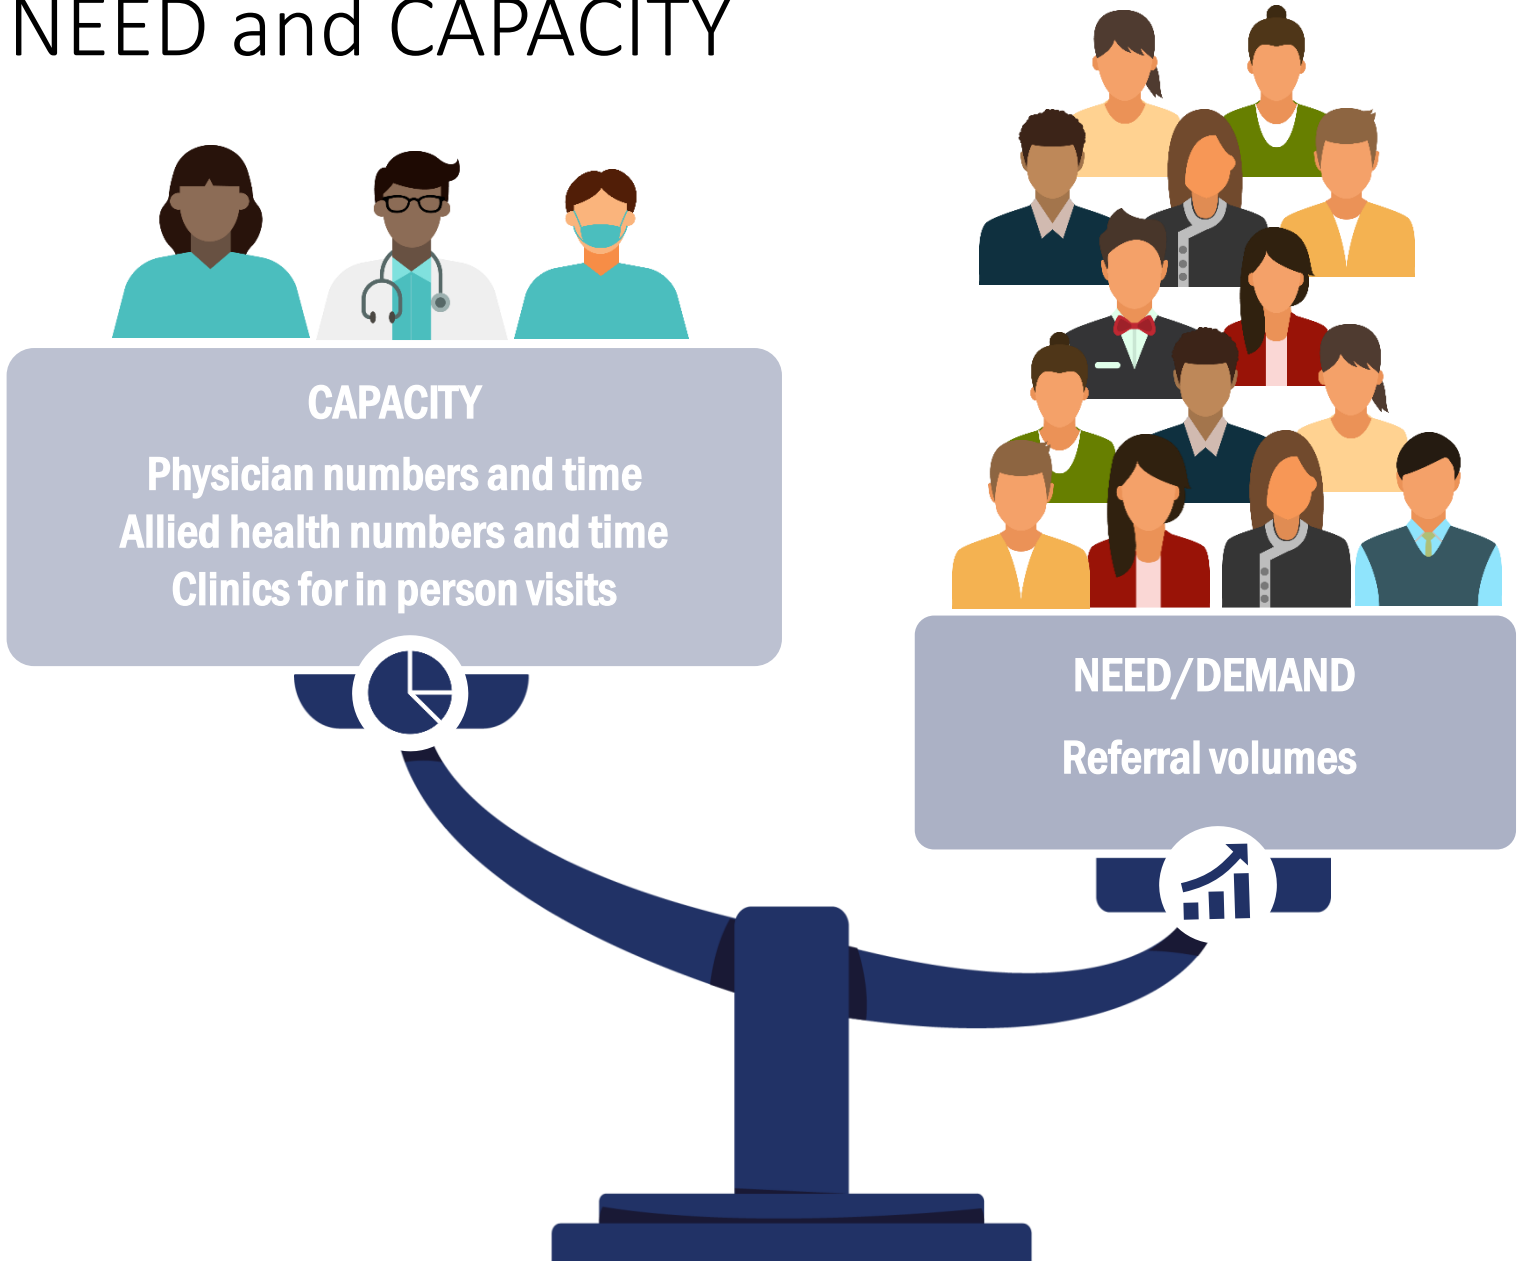 NEED and CAPACITY
CAPACITY
Physician numbers and time
Allied health numbers and time
Clinics for in person visits
NEED/DEMAND
Referral volumes